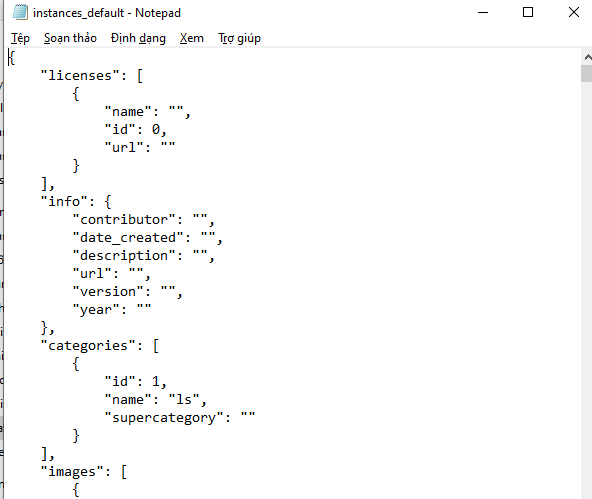 instances_default - Notepad
Tệp Soạn thảo Định dạng Xem Trợ giúp
{
    "licenses": [
        {
            "name": "",
            "id": 0,
            "url": ""
        }
    ],
    "info": {
        "contributor": "",
        "date_created": "",
        "description": "",
        "url": "",
        "version": "",
        "year": ""
    },
    "categories": [
        {
            "id": 1,
            "name": "ls",
            "supercategory": ""
        }
    ],
    "images": [
        {